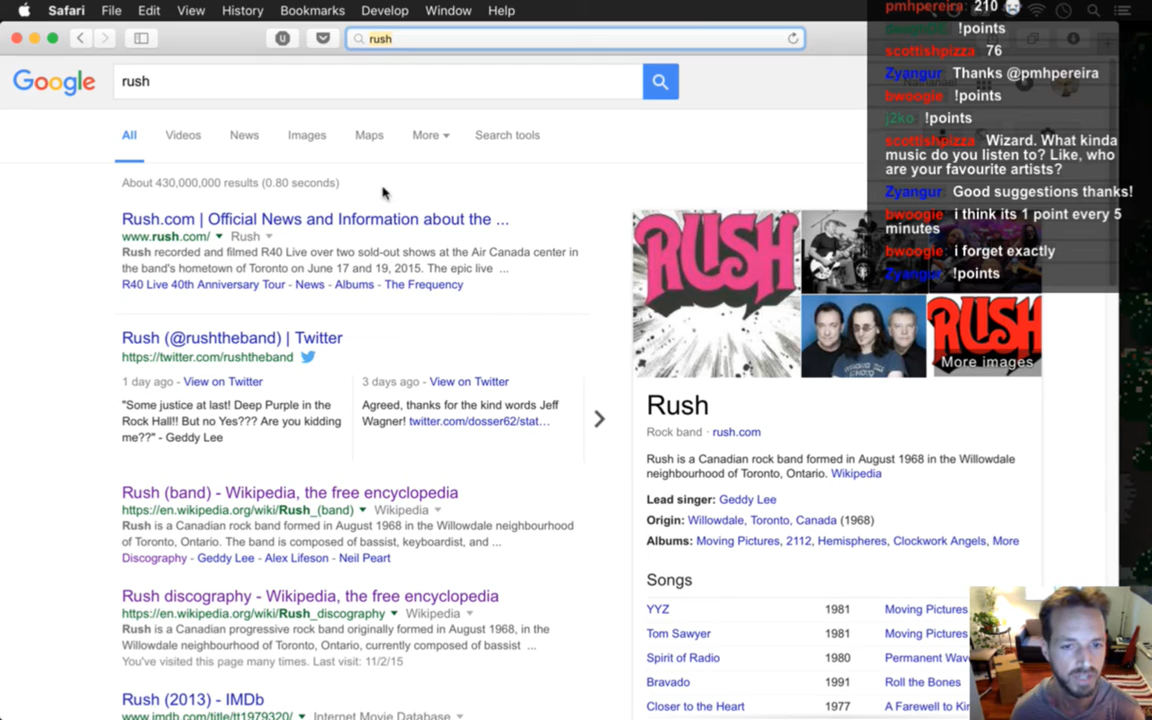 Safari File Edit View History Bookmarks Develop Window Help
rush
Google rush
All Videos News Images Maps More Search tools
About 430,000,000 results (0.80 seconds)
Rush.com | Official News and Information about the ...
www.rush.com/ Rush
Rush recorded and filmed R40 Live over two sold-out shows at the Air Canada center in
the band's hometown of Toronto on June 17 and 19, 2015. The epic live ...
R40 Live 40th Anniversary Tour - News - Albums - The Frequency
Rush (@rushtheband) | Twitter
https://twitter.com/rushtheband
1 day ago - View on Twitter
"Some justice at last! Deep Purple in the
Rock Hall!! But no Yes??? Are you kidding
me??" - Geddy Lee
3 days ago - View on Twitter
Agreed, thanks for the kind words Jeff
Wagner! twitter.com/dosser62/stat...
Rush (band) - Wikipedia, the free encyclopedia
https://en.wikipedia.org/wiki/Rush_(band) Wikipedia
Rush is a Canadian rock band formed in August 1968 in the Willowdale neighbourhood
of Toronto, Ontario. The band is composed of bassist, keyboardist, and ...
Discography - Geddy Lee - Alex Lifeson - Neil Peart
Rush discography - Wikipedia, the free encyclopedia
https://en.wikipedia.org/wiki/Rush_discography Wikipedia
Rush is a Canadian progressive rock band originally formed in August 1968, in the
Willowdale neighbourhood of Toronto, Ontario, currently composed of bassist ...
You've visited this page many times. Last visit: 11/2/15
Rush (2013) - IMDb
www.imdb.com/title/tt1979320/ Internet Movie Database
RUSH
RUSH
More images
Rush
Rock band · rush.com
Rush is a Canadian rock band formed in August 1968 in the Willowdale
neighbourhood of Toronto, Ontario. Wikipedia
Lead singer: Geddy Lee
Origin: Willowdale, Toronto, Canada (1968)
Albums: Moving Pictures, 2112, Hemispheres, Clockwork Angels, More
Songs
YYZ 1981 Moving Pictures
Tom Sawyer 1981 Moving Pictures
Spirit of Radio 1980 Permanent Wav
Bravado 1991 Roll the Bones
Closer to the Heart 1977 A Farewell to Kin
pmhpereira: 210
!points
scottishpizza 76
Zyangur Thanks @pmhpereira
bwoogie !points
j2ko !points
scottishpizza Wizard. What kinda
music do you listen to? Like, who
are your favourite artists?
Zyangur Good suggestions thanks!
bwoogie i think its 1 point every 5
minutes
bwoogie i forget exactly
Zyangur !points